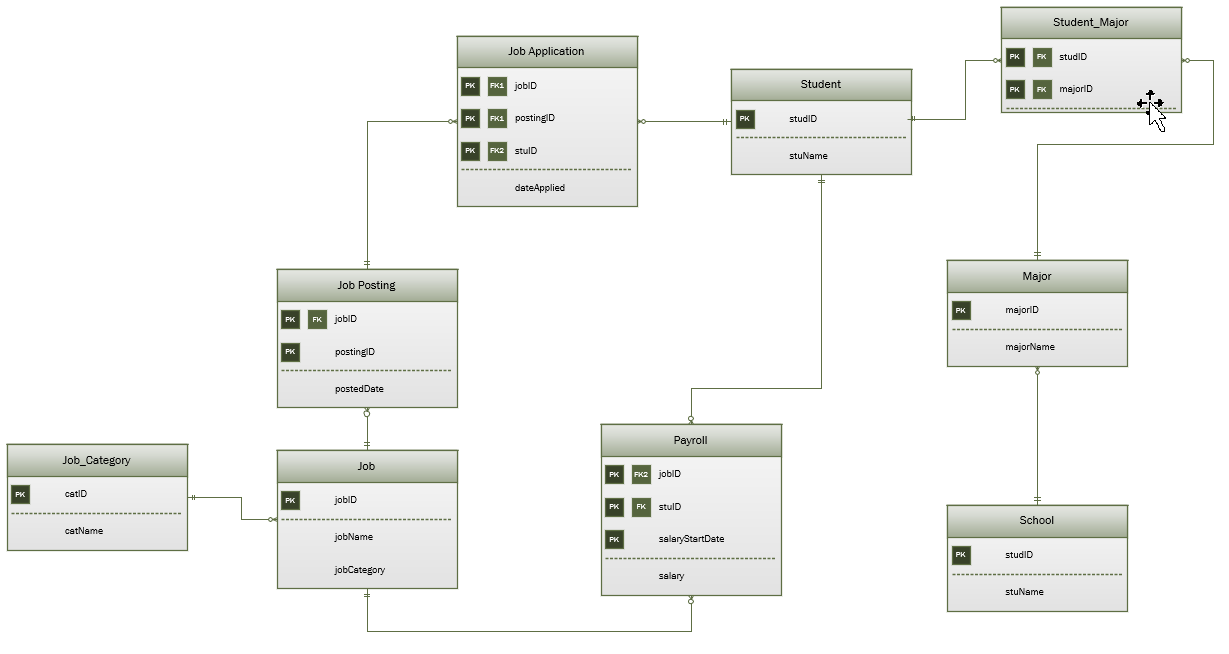 Student_Major
PK FK studID
PK FK majorID
Job Application
PK FK1 jobID
PK FK1 postingID
PK FK2 stuID
dateApplied
Student
PK studID
stuName
Job Posting
PK FK jobID
PK postingID
postedDate
Major
PK majorID
majorName
Job_Category
PK catID
catName
Job
PK jobID
jobName
jobCategory
Payroll
PK FK2 jobID
PK FK stuID
PK salaryStartDate
salary
School
PK studID
stuName